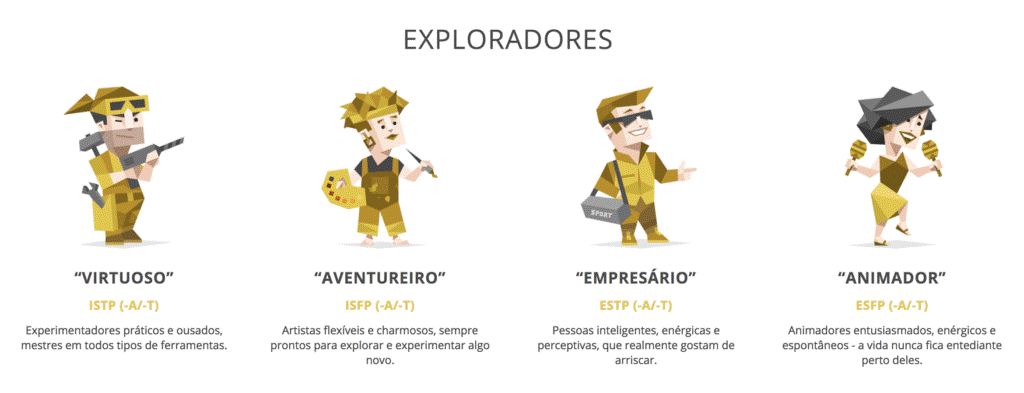 EXPLORADORES
SPORT
“VIRTUOSO”
ISTP (-A/-T)
Experimentadores práticos e ousados,
mestres em todos tipos de ferramentas.
“AVENTUREIRO”
ISFP (-A/-T)
Artistas flexíveis e charmosos, sempre
prontos para explorar e experimentar algo
novo.
“EMPRESÁRIO”
ESTP (-A/-T)
Pessoas inteligentes, enérgicas e
perceptivas, que realmente gostam de
arriscar.
“ANIMADOR”
ESFP (-A/-T)
Animadores entusiasmados, enérgicos e
espontâneos - a vida nunca fica entediante
perto deles.